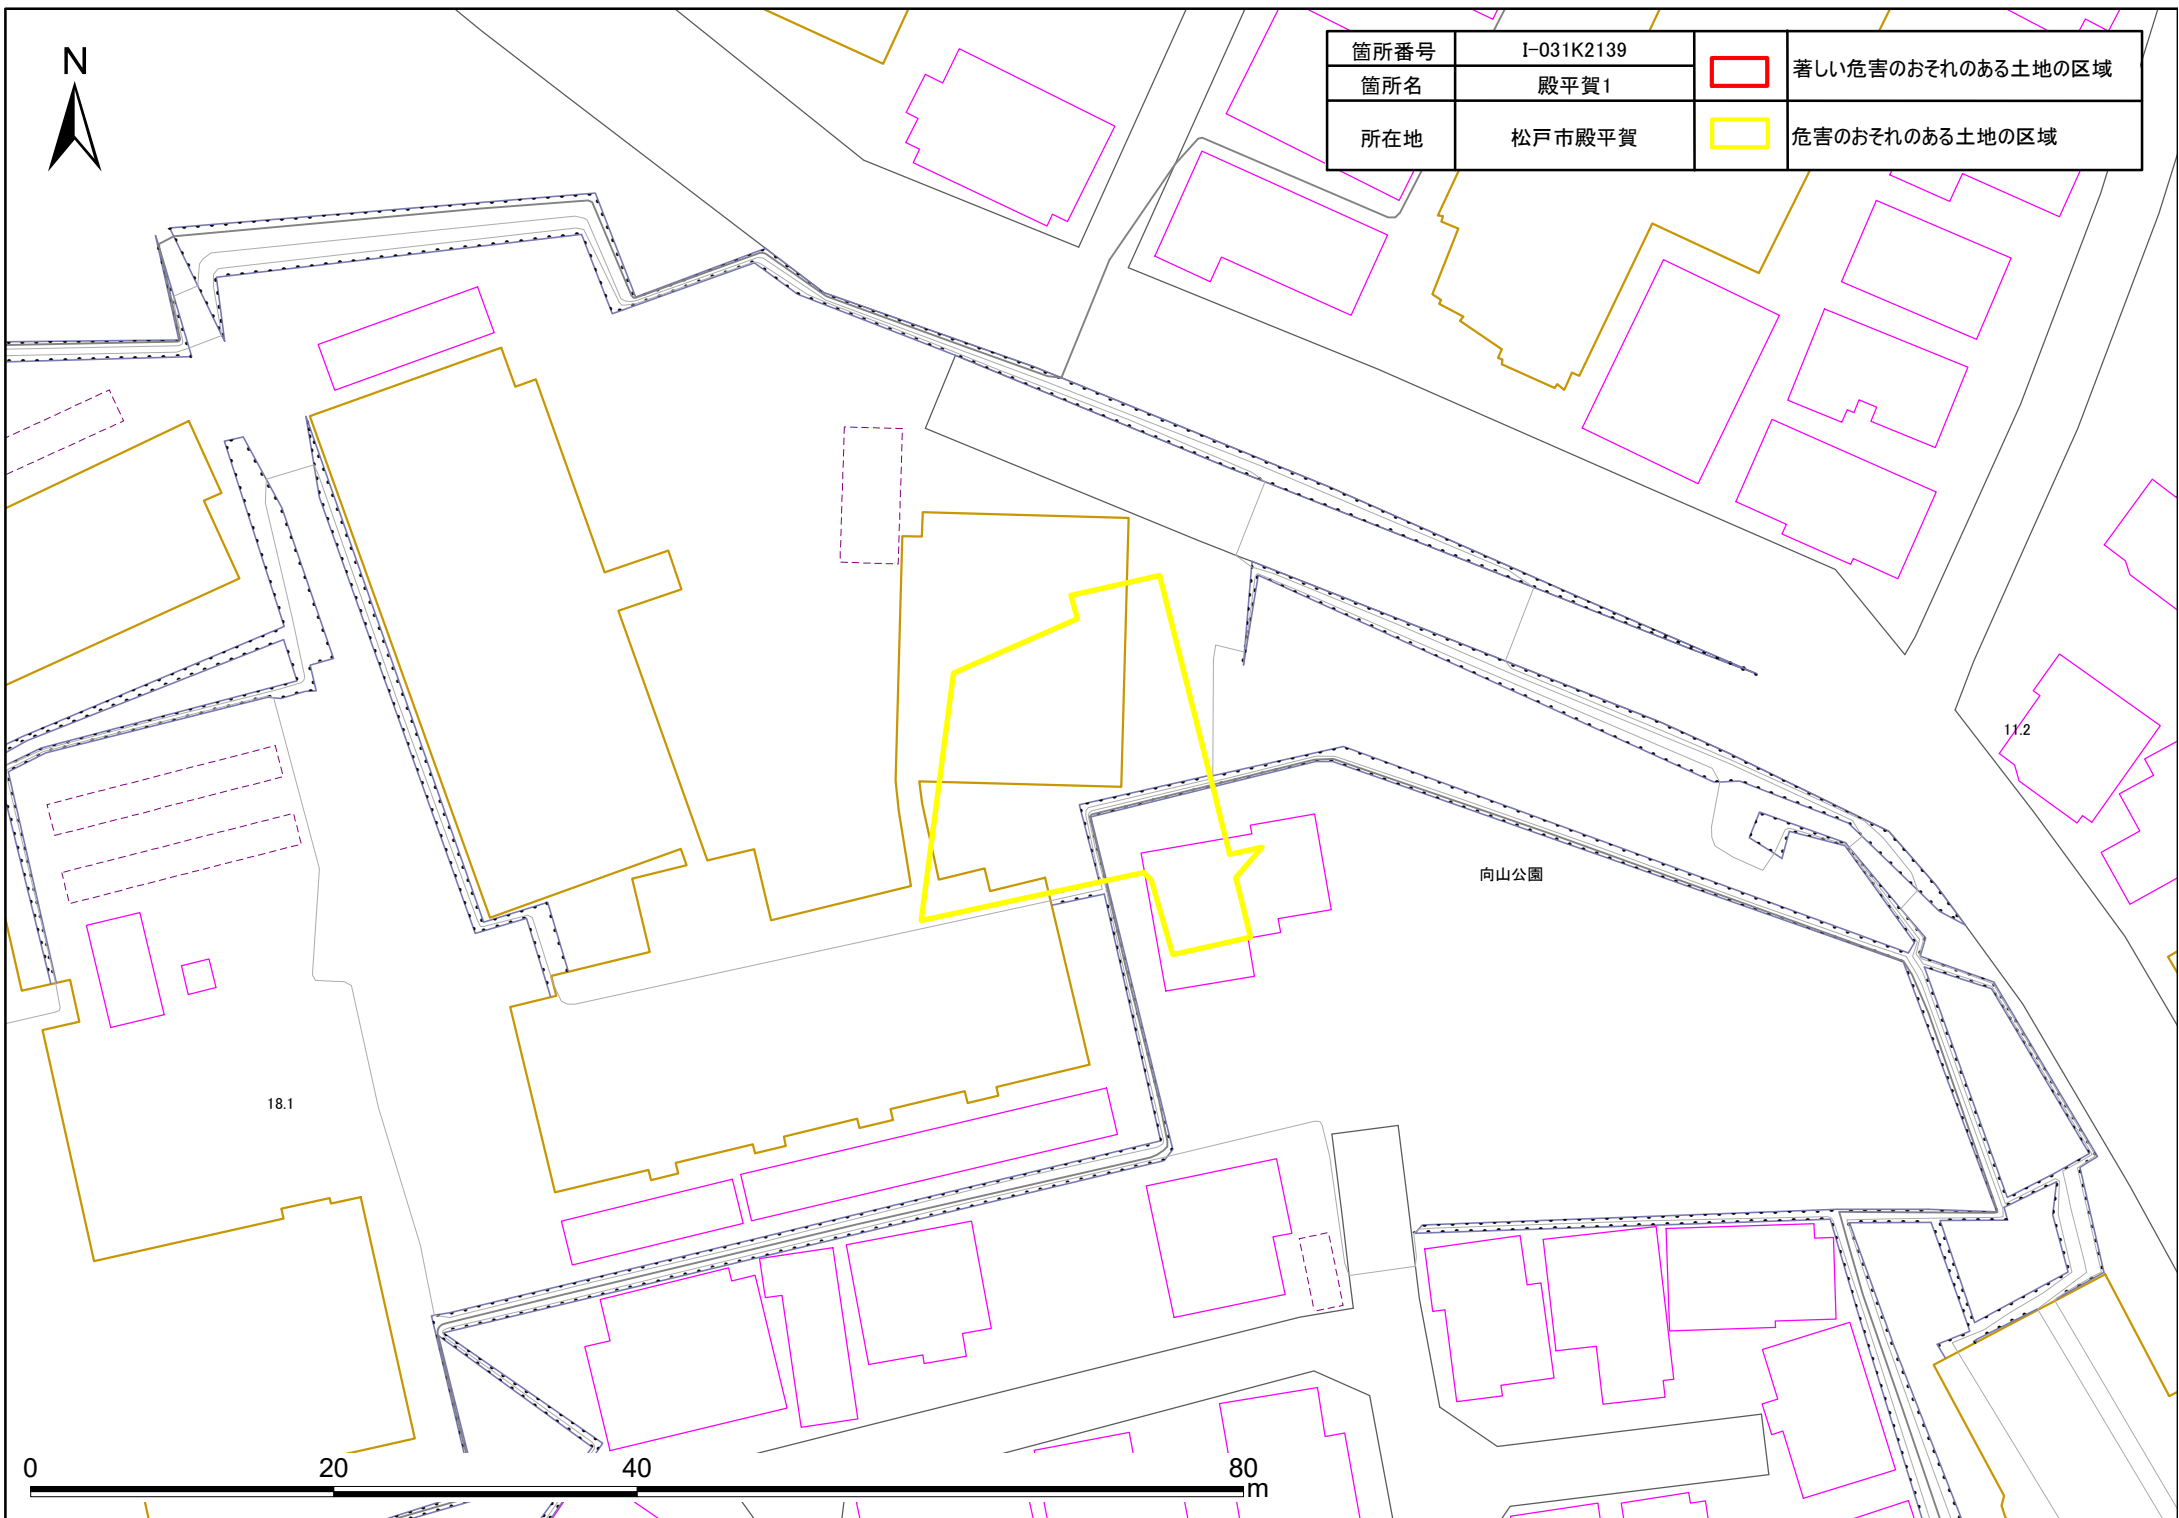 N
箇所番号 I-031K2139
箇所名 殿平賀1
所在地 松戸市殿平賀
著しい危害のおそれのある土地の区域
危害のおそれのある土地の区域
11.2
向山公園
18.1
0 20 40 80
m